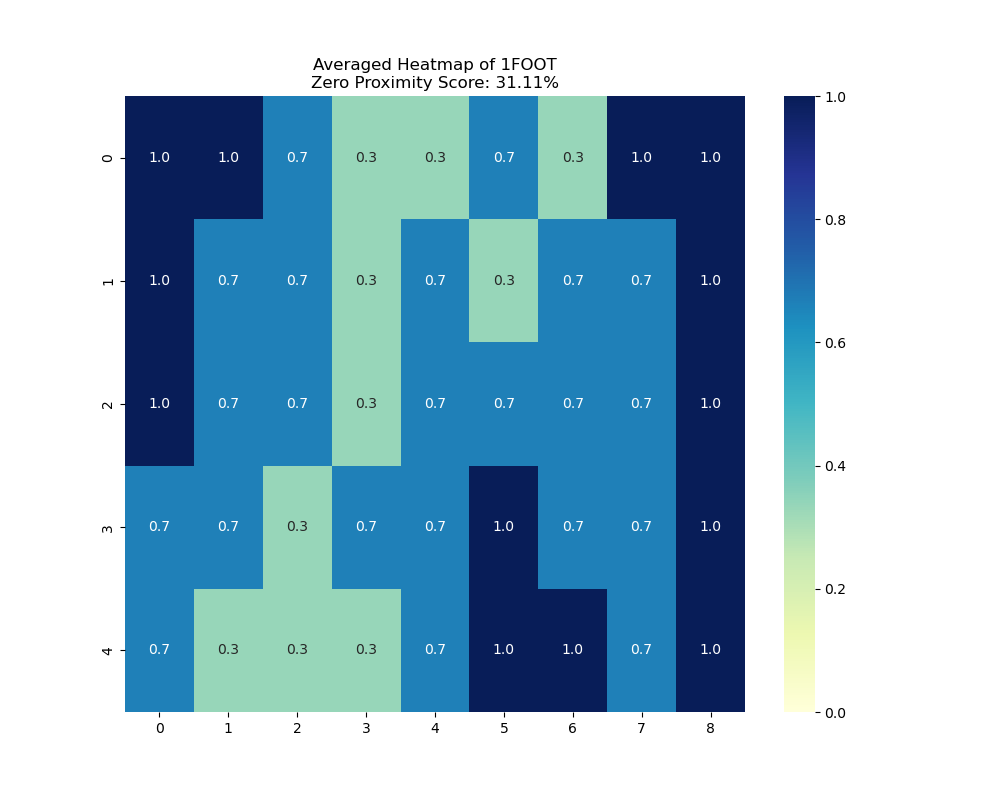 Averaged Heatmap of 1FOOT
Zero Proximity Score: 31.11%
0 1.0 1.0 0.7 0.3 0.3 0.7 0.3 1.0 1.0
1 1.0 0.7 0.7 0.3 0.7 0.3 0.7 0.7 1.0
2 1.0 0.7 0.7 0.3 0.7 0.7 0.7 0.7 1.0
3 0.7 0.7 0.3 0.7 0.7 1.0 0.7 0.7 1.0
4 0.7 0.3 0.3 0.3 0.7 1.0 1.0 0.7 1.0
0 1 2 3 4 5 6 7 8
1.0
0.8
0.6
0.4
0.2
0.0